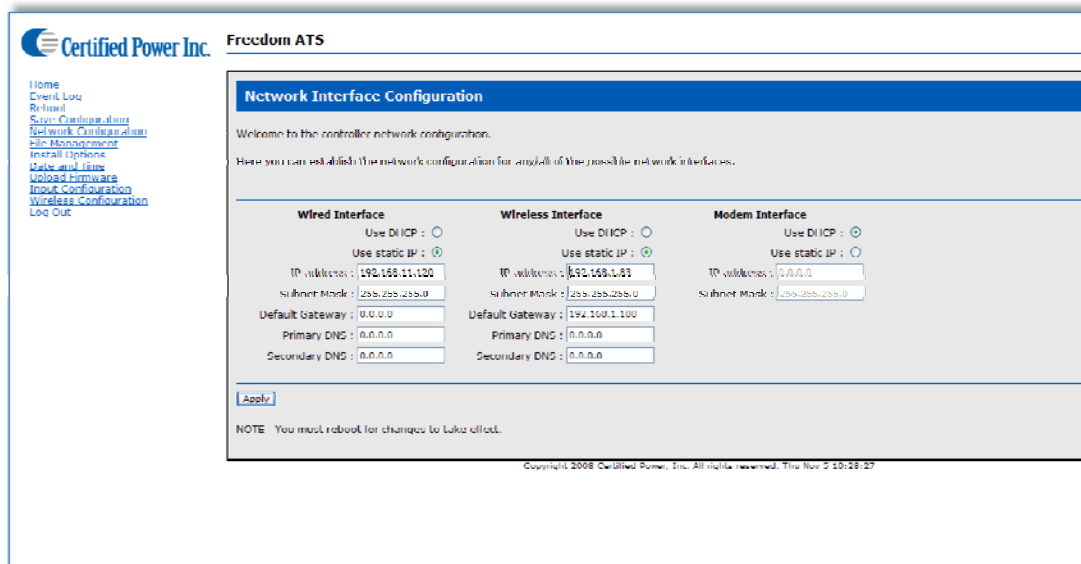 Certified Power Inc.
Freedom ATS
Home
Event Log
Reboot
Save Configuration
Network Configuration
File Management
Install Options
Date and Time
Upload Firmware
Input Configuration
Wireless Configuration
Log Out
Network Interface Configuration
Welcome to the controller network configuration.
Here you can establish the network configuration for any/all of the possible network interfaces.
Wired Interface Wireless Interface Modem Interface
Use DHCP : Use DHCP : Use DHCP :
Use static IP : Use static IP : Use static IP :
IP address : 192.168.11.120 IP address : 192.168.1.83 IP address : 0.0.0.0
Subnet Mask : 255.255.255.0 Subnet Mask : 255.255.255.0 Subnet Mask : 255.255.255.0
Default Gateway : 0.0.0.0 Default Gateway : 192.168.1.100
Primary DNS : 0.0.0.0 Primary DNS : 0.0.0.0
Secondary DNS : 0.0.0.0 Secondary DNS : 0.0.0.0
Apply
NOTE You must reboot for changes to take effect.
Copyright 2008 Certified Power, Inc. All rights reserved. Thu Nov 5 10:28:27